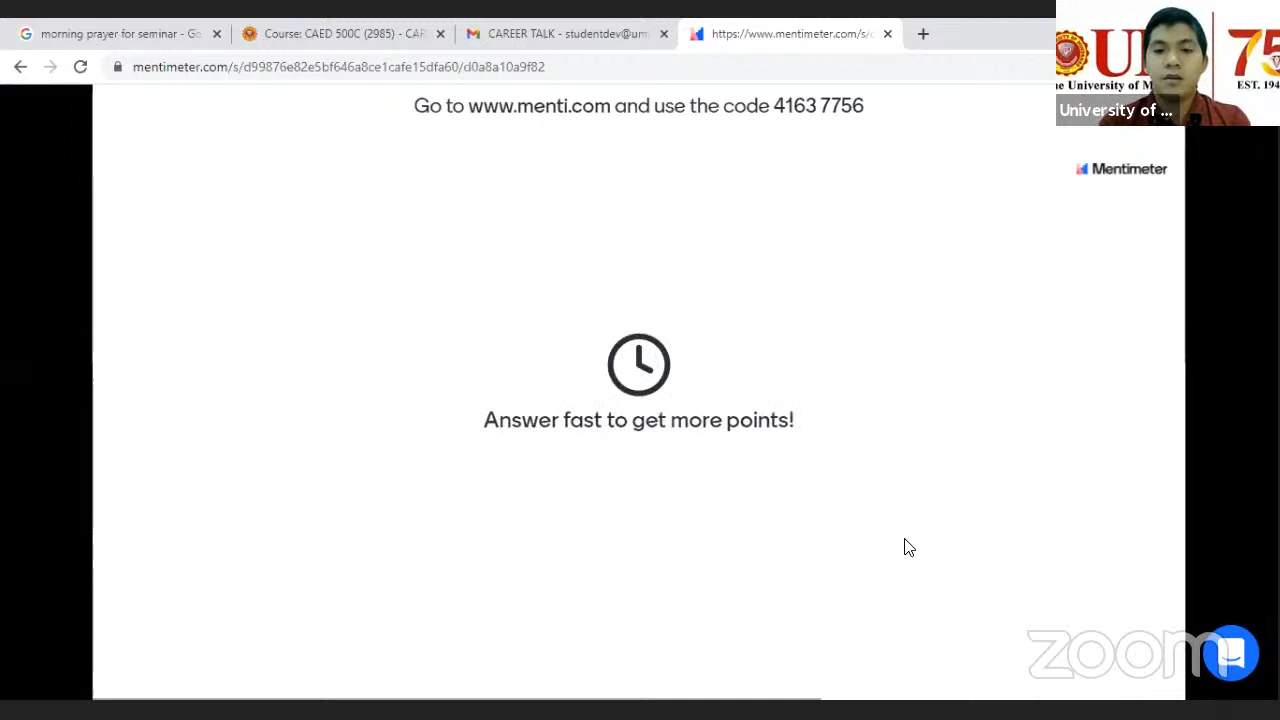 morning prayer for seminar - Go
Course: CAED 500C (2985) - CAR
CAREER TALK - studentdev@um
https://www.mentimeter.com/s/
mentimeter.com/s/d99876e82e5bf646a8ce1cafe15dfa60/d0a8a10a9f82
Go to www.menti.com and use the code 4163 7756
75
EST. 194
University of ...
Mentimeter
Answer fast to get more points!
zoom